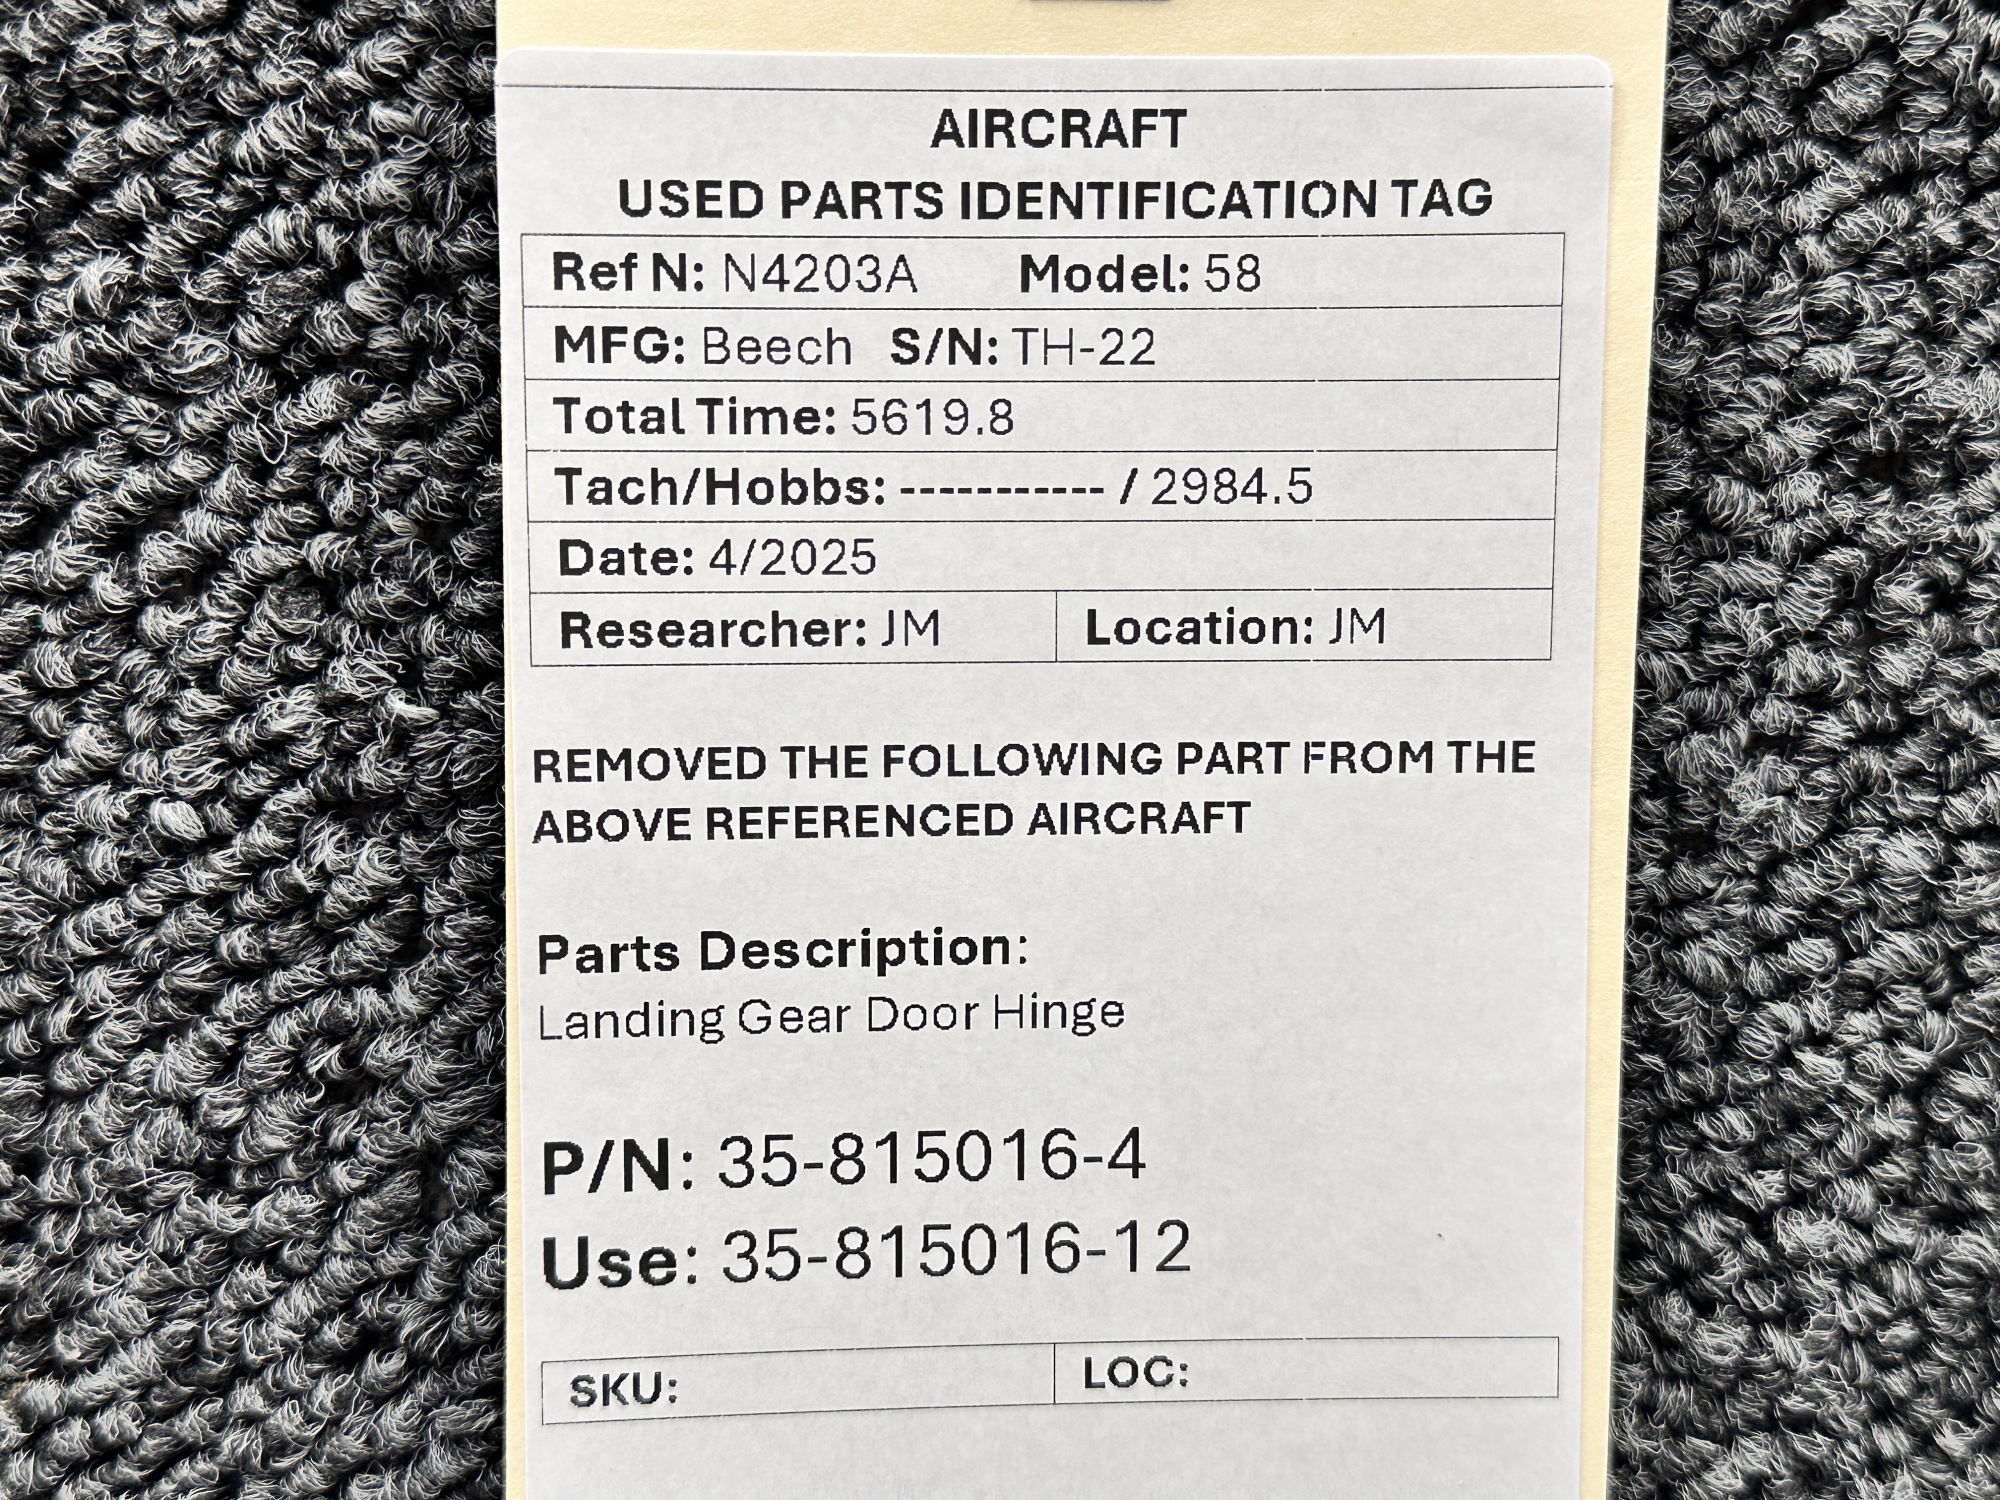 AIRCRAFT
USED PARTS IDENTIFICATION TAG
Ref N: N4203A Model: 58
MFG: Beech S/N: TH-22
Total Time: 5619.8
Tach/Hobbs: ----------- / 2984.5
Date: 4/2025
Researcher: JM Location: JM
REMOVED THE FOLLOWING PART FROM THE
ABOVE REFERENCED AIRCRAFT
Parts Description:
Landing Gear Door Hinge
P/N: 35-815016-4
Use: 35-815016-12
SKU: LOC: